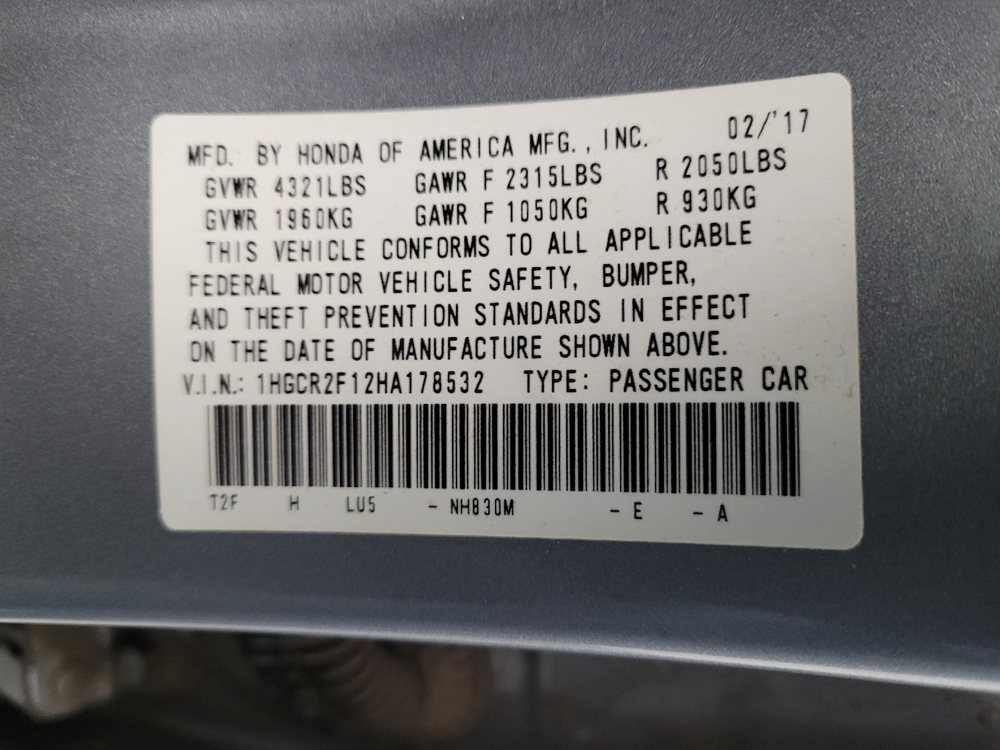 MFD. BY HONDA OF AMERICA MFG., INC. 02/'17
GVWR 4321LBS GAWR F 2315LBS R 2050LBS
GVWR 1960KG GAWR F 1050KG R 930KG
THIS VEHICLE CONFORMS TO ALL APPLICABLE
FEDERAL MOTOR VEHICLE SAFETY, BUMPER,
AND THEFT PREVENTION STANDARDS IN EFFECT
ON THE DATE OF MANUFACTURE SHOWN ABOVE.
V.I.N.: 1HGCR2F12HA178532 TYPE: PASSENGER CAR
T2F H LU5 - NH830M - E - A